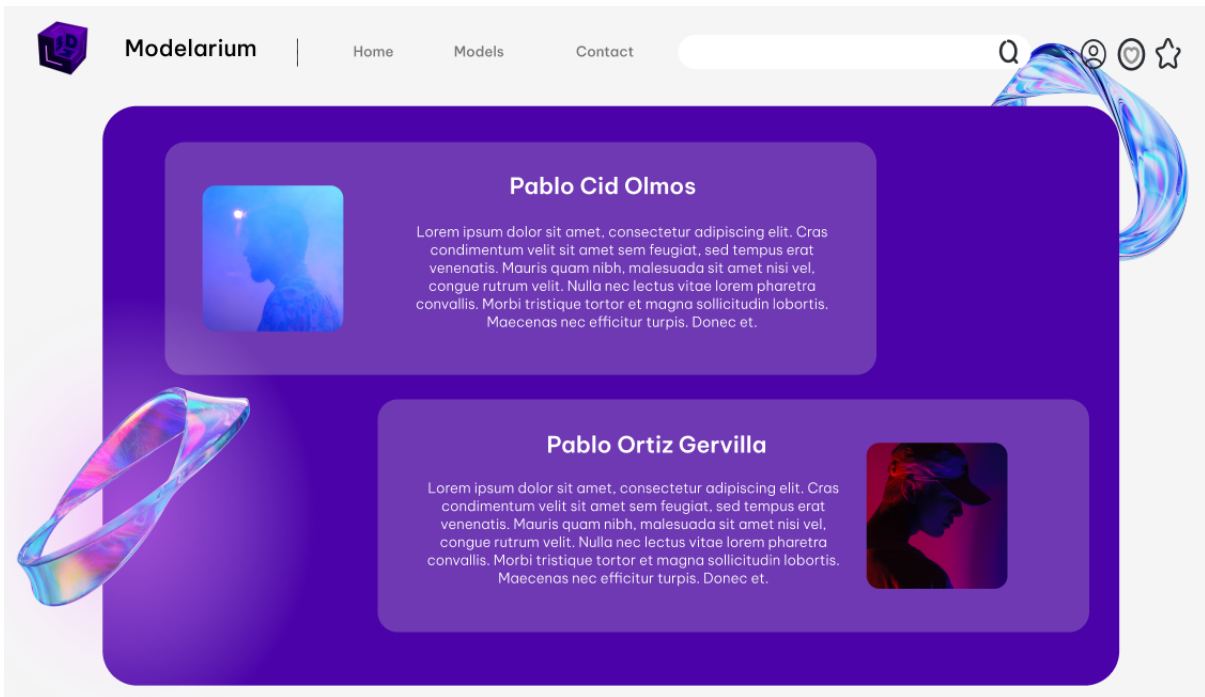 Modelarium
Home
Models
Contact
Pablo Cid Olmos
Lorem ipsum dolor sit amet, consectetur adipiscing elit. Cras
condimentum velit sit amet sem feugiat, sed tempus erat
venenatis. Mauris quam nibh, malesuada sit amet nisi vel,
congue rutrum velit. Nulla nec lectus vitae lorem pharetra
convallis. Morbi tristique tortor et magna sollicitudin lobortis.
Maecenas nec efficitur turpis. Donec et.
Pablo Ortiz Gervilla
Lorem ipsum dolor sit amet, consectetur adipiscing elit. Cras
condimentum velit sit amet sem feugiat, sed tempus erat
venenatis. Mauris quam nibh, malesuada sit amet nisi vel,
congue rutrum velit. Nulla nec lectus vitae lorem pharetra
convallis. Morbi tristique tortor et magna sollicitudin lobortis.
Maecenas nec efficitur turpis. Donec et.